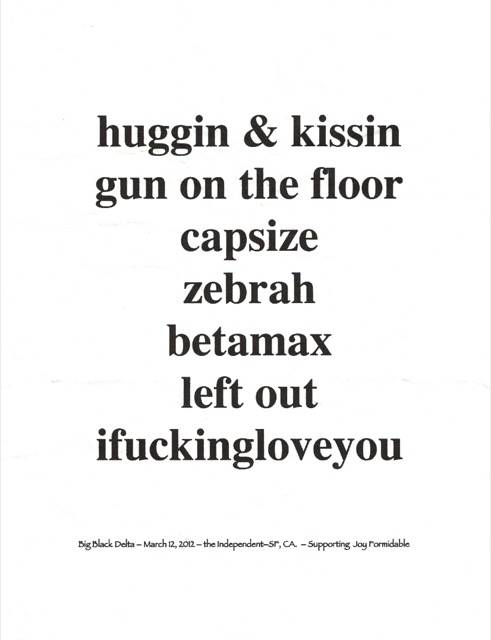 huggin & kissin
gun on the floor
capsize
zebrah
betamax
left out
ifuckingloveyou
Big Black Delta – March 12, 2012 – the Independent–SF, CA. – Supporting Joy Formidable